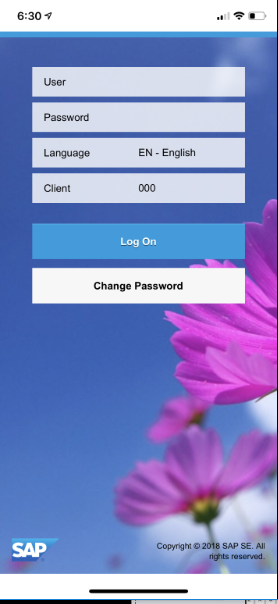 6:30
User
Password
Language EN - English
Client 000
Log On
Change Password
SAP
Copyright © 2018 SAP SE. All
rights reserved.